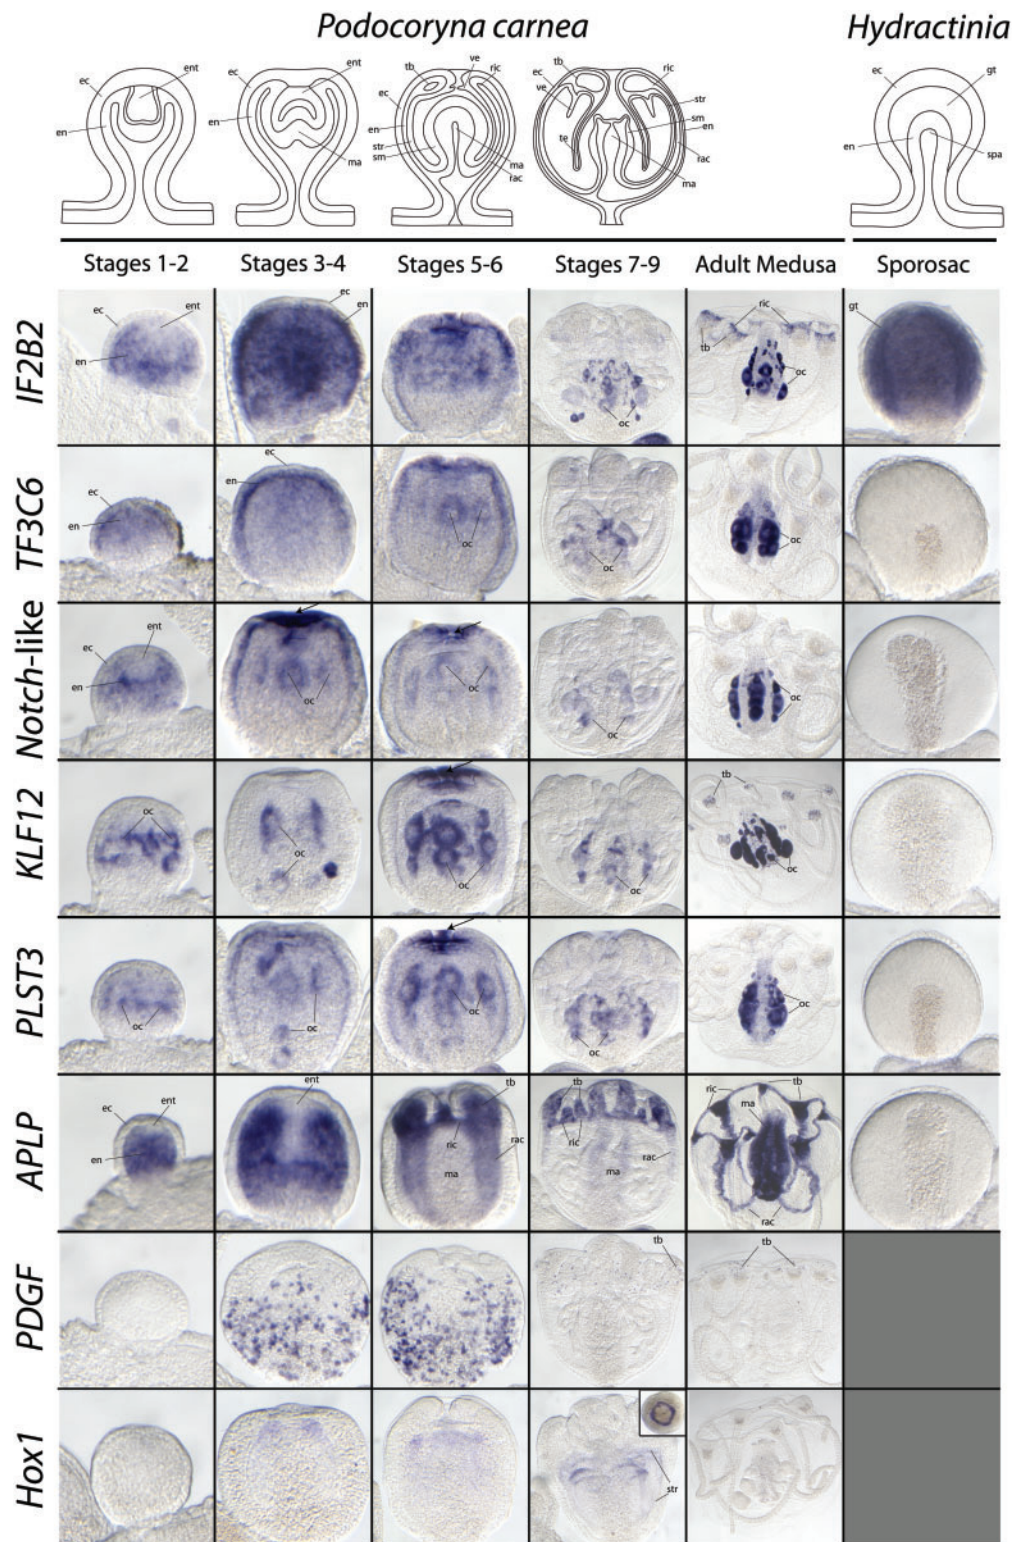 Podocoryna carnea Hydractinia
ec ent
en
ec ent
en
ma
tb ve ric
ec
en
str
sm
ma
rac
tb
ec ric
ve str
sm
en
te
rac
ma
ec gt
en
spa
Stages 1-2 Stages 3-4 Stages 5-6 Stages 7-9 Adult Medusa Sporosac
IF2B2
ec ent
en
ec
en
oc
ric
tb
oc
gt
TF3C6
ec
en
ec
en
oc
oc
oc
Notch-like
ent
ec
en
oc
oc
oc
oc
KLF12
oc
oc
oc
oc
tb
oc
PLST3
oc
oc
oc
oc
oc
APLP
ec ent
en
ent
tb
ric
rac
ma
tb
ric
rac
ma
ric tb
ma
rac
PDGF
tb
tb
Hox1
str